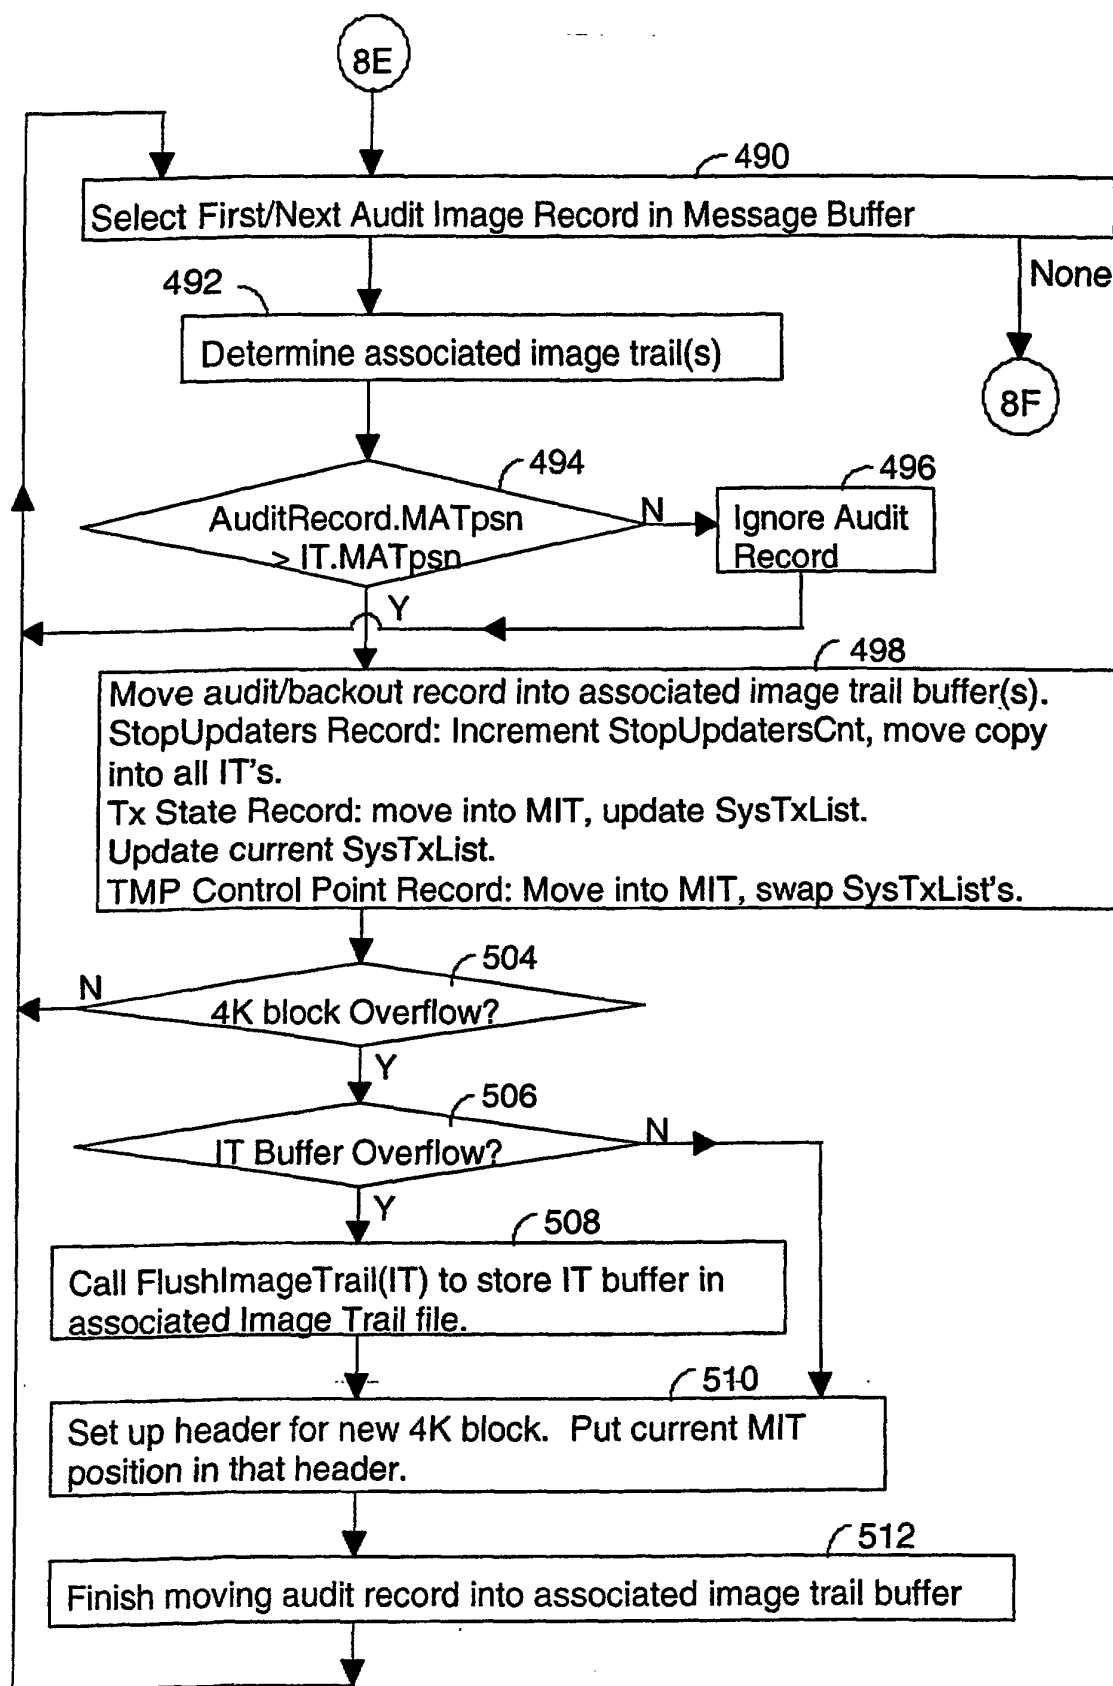 8E
490
Select First/Next Audit Image Record in Message Buffer
None
492
Determine associated image trail(s)
8F
494
496
AuditRecord.MATpsn
> IT.MATpsn
N
Ignore Audit
Record
Y
498
Move audit/backout record into associated image trail buffer(s).
StopUpdaters Record: Increment StopUpdatersCnt, move copy
into all IT's.
Tx State Record: move into MIT, update SysTxList.
Update current SysTxList.
TMP Control Point Record: Move into MIT, swap SysTxList's.
504
N
4K block Overflow?
Y
506
IT Buffer Overflow?
N
Y
508
Call FlushImageTrail(IT) to store IT buffer in
associated Image Trail file.
510
Set up header for new 4K block. Put current MIT
position in that header.
512
Finish moving audit record into associated image trail buffer